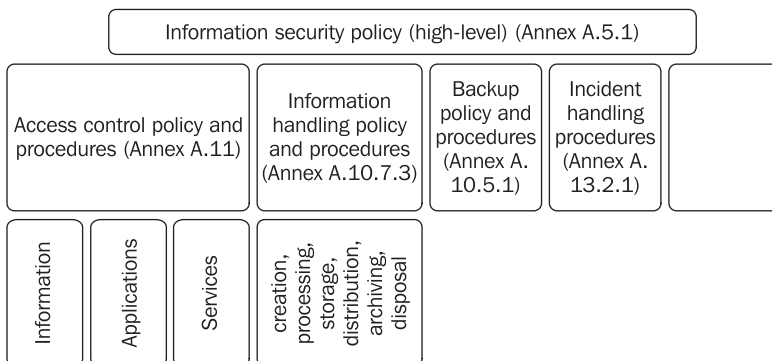 Information security policy (high-level) (Annex A.5.1)
Access control policy and
procedures (Annex A.11)
Information
handling policy
and procedures
(Annex A.10.7.3)
Backup
policy and
procedures
(Annex A.
10.5.1)
Incident
handling
procedures
(Annex A.
13.2.1)
Information
Applications
Services
creation,
processing,
storage,
distribution,
archiving,
disposal